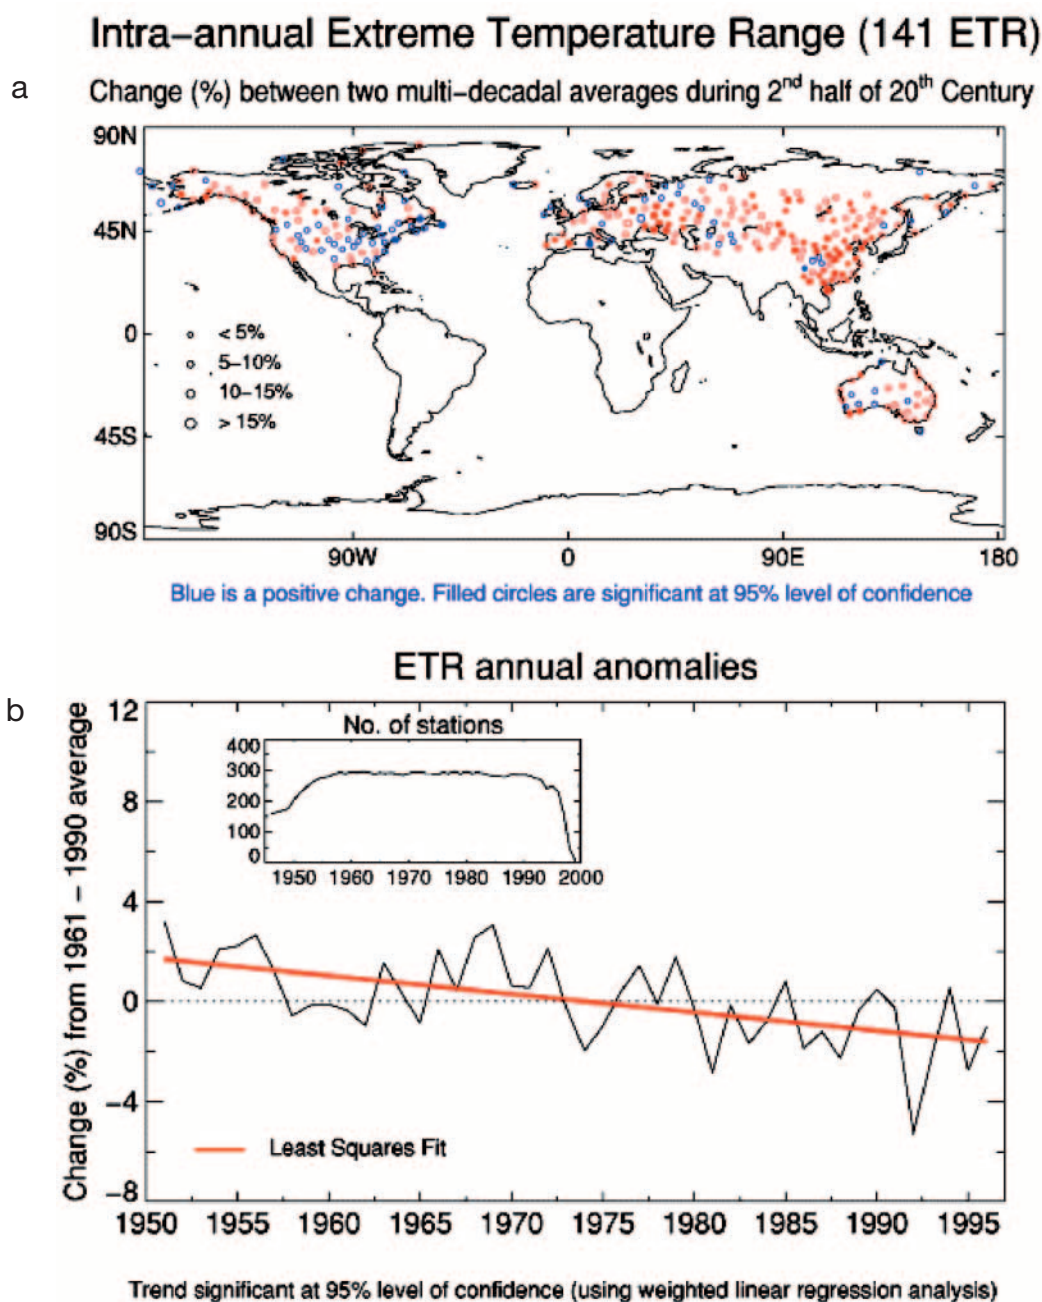 Intra-annual Extreme Temperature Range (141 ETR)
a
Change (%) between two multi-decadal averages during 2nd half of 20th Century
90N
45N
0
45S
90S
< 5%
5-10%
10-15%
> 15%
90W 0 90E 180
Blue is a positive change. Filled circles are significant at 95% level of confidence
ETR annual anomalies
b
Change (%) from 1961 - 1990 average
12
8
4
0
-4
-8
No. of stations
400
300
200
100
0
1950 1960 1970 1980 1990 2000
Least Squares Fit
1950 1955 1960 1965 1970 1975 1980 1985 1990 1995
Trend significant at 95% level of confidence (using weighted linear regression analysis)